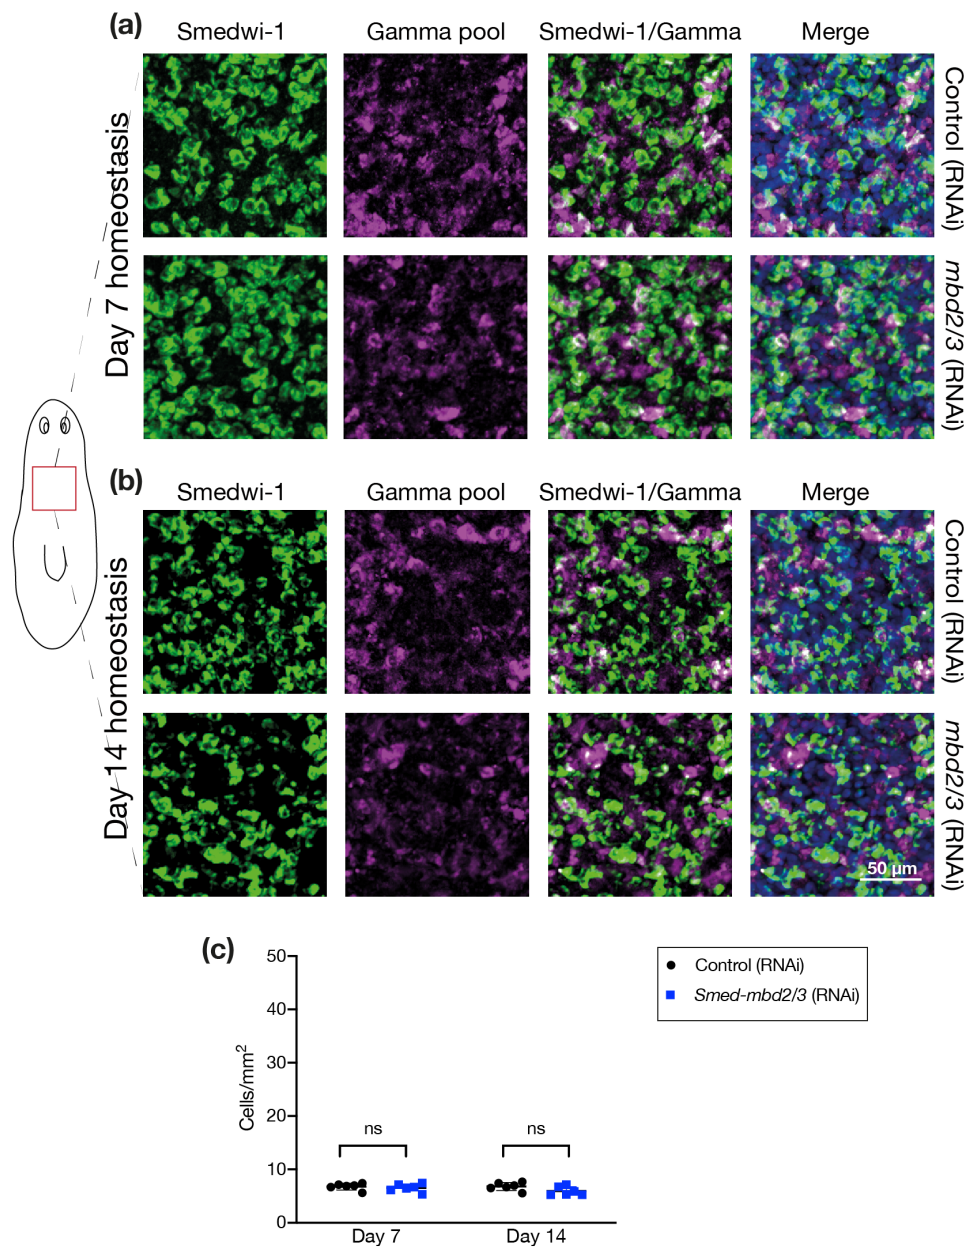 (a)
Smedwi-1 Gamma pool Smedwi-1/Gamma Merge
Day 7 homeostasis
Control (RNAi)
mbd2/3 (RNAi)
(b)
Smedwi-1 Gamma pool Smedwi-1/Gamma Merge
Day 14 homeostasis
Control (RNAi)
mbd2/3 (RNAi)
50 µm
(c)
Cells/mm²
50
40
30
20
10
0
ns ns
Day 7 Day 14
Control (RNAi)
Smed-mbd2/3 (RNAi)